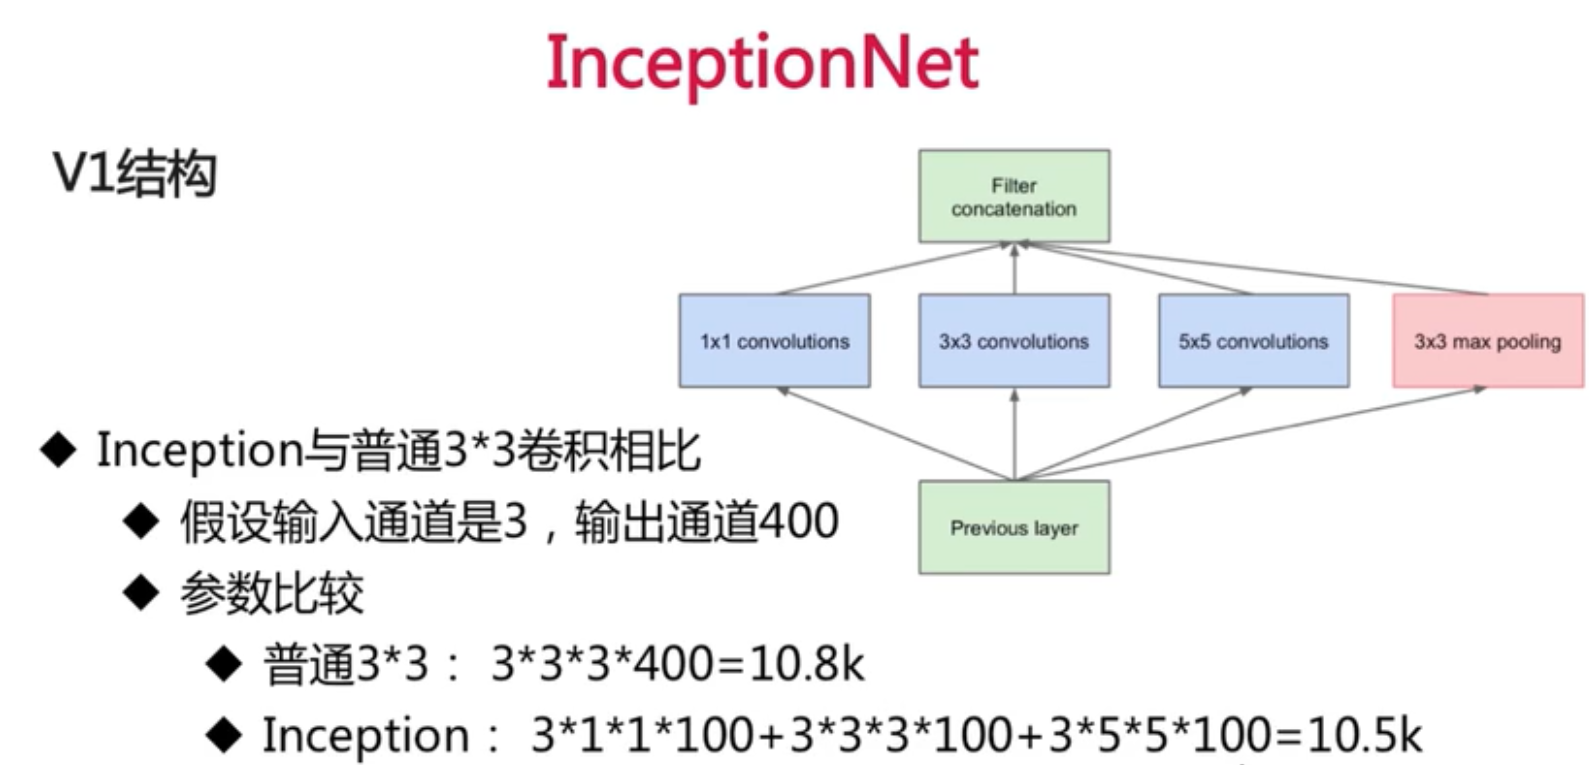 InceptionNet
V1结构
Filter
concatenation
1x1 convolutions
3x3 convolutions
5x5 convolutions
3x3 max pooling
Previous layer
◆ Inception与普通3*3卷积相比
◆ 假设输入通道是3，输出通道400
◆ 参数比较
◆ 普通3*3： 3*3*3*400=10.8k
◆ Inception： 3*1*1*100+3*3*3*100+3*5*5*100=10.5k